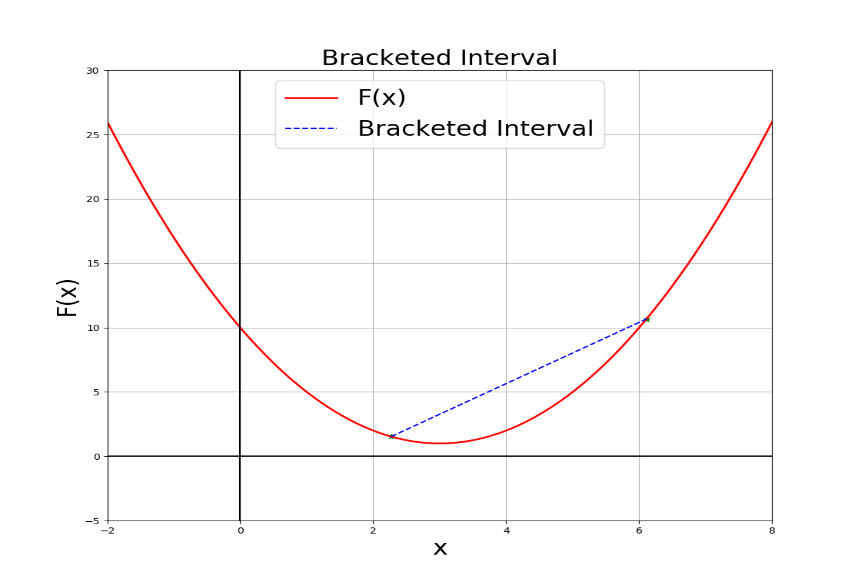 Bracketed Interval
F(x)
Bracketed Interval
30
25
20
15
10
5
0
−5
F(x)
−2 0 2 4 6 8
x